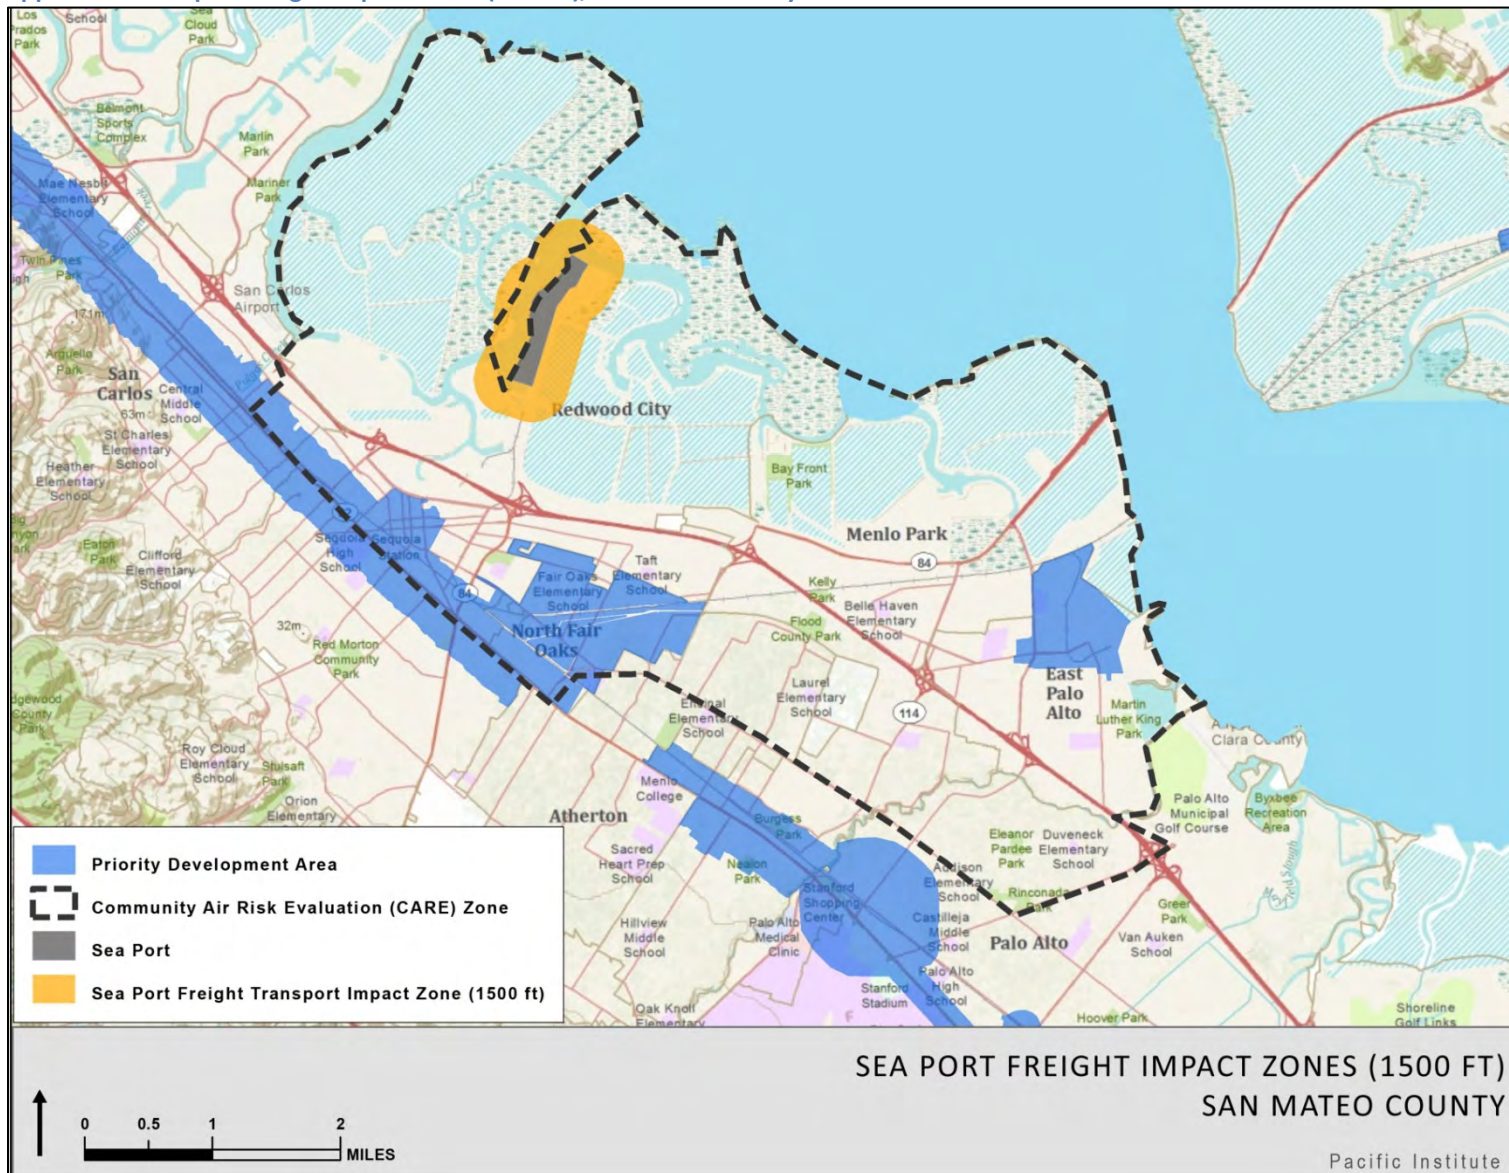 Los
Prados
Park
School
Sea
Cloud
Park
Belmont
Sports
Complex
Marlin
Park
Mae Nesbit
Elementary
School
Mariner
Park
Twin Pines
Park
San Carlos
Airport
171m
Arguello
Park
San
Carlos
Central
Middle
School
63m
St Charles
Elementary
School
Heather
Elementary
School
Redwood City
Bay Front
Park
Menlo Park
84
Eaton
Park
Clifford
Elementary
School
Sequoia
High
School
Sequoia
Station
84
Fair Oaks
Elementary
School
Taft
Elementary
School
Kelly
Park
Belle Haven
Elementary
School
Flood
County Park
North Fair
Oaks
32m
Red Morton
Community
Park
East
Palo
Alto
Laurel
Elementary
School
Encinal
Elementary
School
114
Martin
Luther King
Park
Clara County
Roy Cloud
Elementary
School
Stulsaft
Park
Orion
Elementary
Menlo
College
Atherton
Burgess
Park
Palo Alto
Municipal
Golf Course
Byxbee
Recreation
Area
Eleanor
Pardee
Park
Duveneck
Elementary
School
Sacred
Heart Prep
School
Nealon
Park
Addison
Elementary
School
Stanford
Shopping
Center
Rinconada
Park
Greer
Park
Hillview
Middle
School
Palo Alto
Medical
Clinic
Castilleja
Middle
School
Palo Alto
Van Auken
School
Palo Alto
High
School
Stanford
Stadium
Oak Knoll
Elementary
Hoover Park
Shoreline
Golf Links
Priority Development Area
Community Air Risk Evaluation (CARE) Zone
Sea Port
Sea Port Freight Transport Impact Zone (1500 ft)
SEA PORT FREIGHT IMPACT ZONES (1500 FT)
SAN MATEO COUNTY
0 0.5 1 2
MILES
Pacific Institute